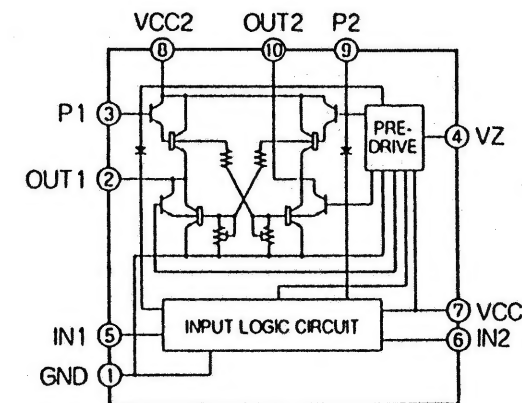 VCC2 OUT2 P2
8 10 9
P1 3
PRE-
DRIVE
4 VZ
OUT1 2
7 VCC
INPUT LOGIC CIRCUIT
IN1 5
6 IN2
GND 1